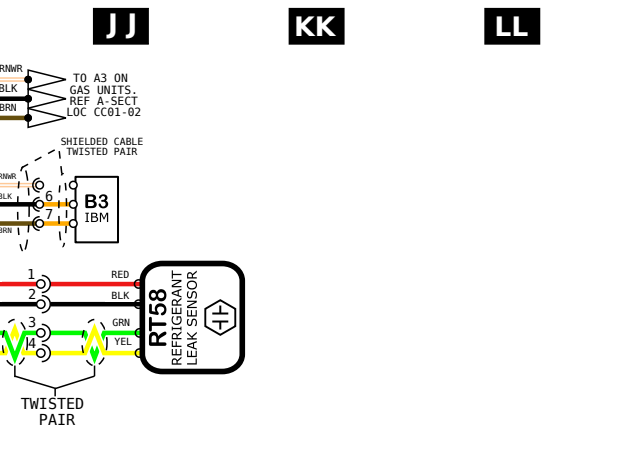 JJ KK LL
RNWR
BLK
BRN
TO A3 ON
GAS UNITS.
REF A-SECT
LOC CC01-02
SHIELDED CABLE
TWISTED PAIR
RNWR
BLK
BRN
6
7
B3
IBM
1
2
3
4
RED
BLK
GRN
YEL
RT58
REFRIGERANT
LEAK SENSOR
TWISTED
PAIR